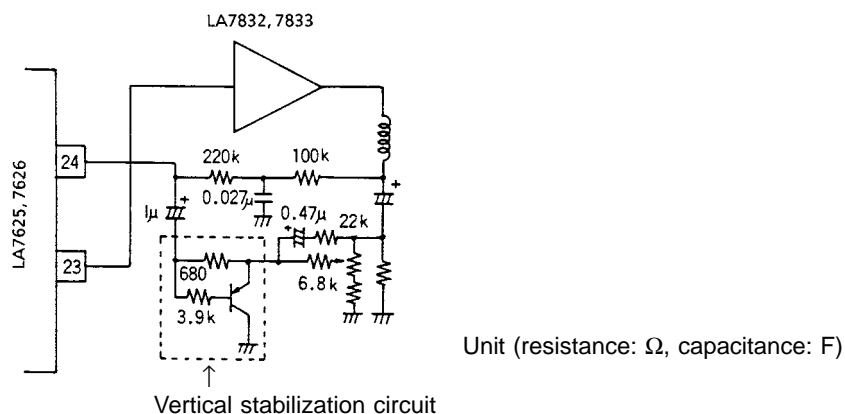 LA7832, 7833
LA7625, 7626
24
220k
100k
0.027μ
1μ
+
+
0.47μ
+
22k
23
680
6.8k
3.9k
Unit (resistance: Ω, capacitance: F)
Vertical stabilization circuit